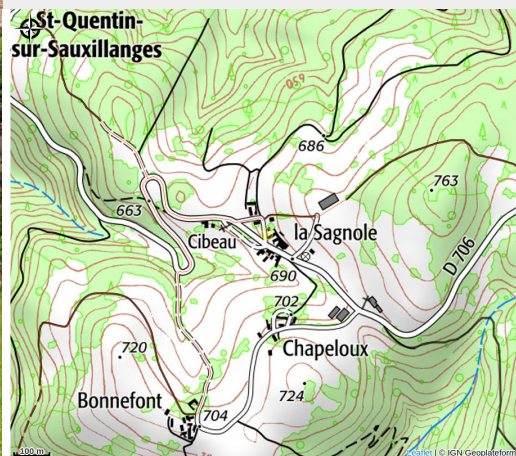 St-Quentin-
sur-Sauxillanges
650
686
763
663
Cibeau
la Sagnole
D 706
690
702
720
Chapeloux
724
Bonnefont
704
100 m
Leaflet | © IGN Geoplateform